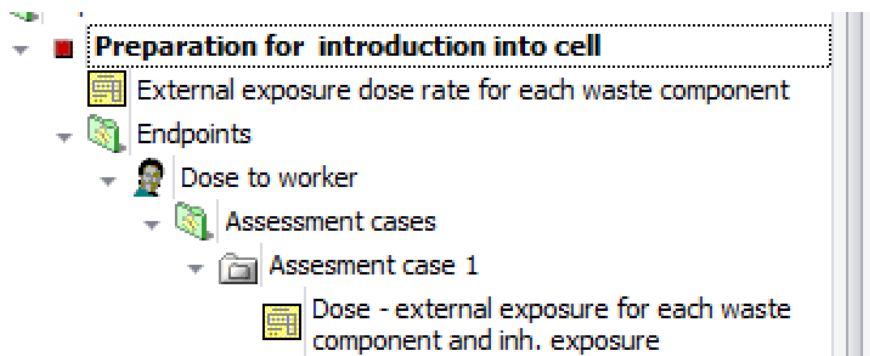 Preparation for introduction into cell
External exposure dose rate for each waste component
Endpoints
Dose to worker
Assessment cases
Assesment case 1
Dose - external exposure for each waste
component and inh. exposure